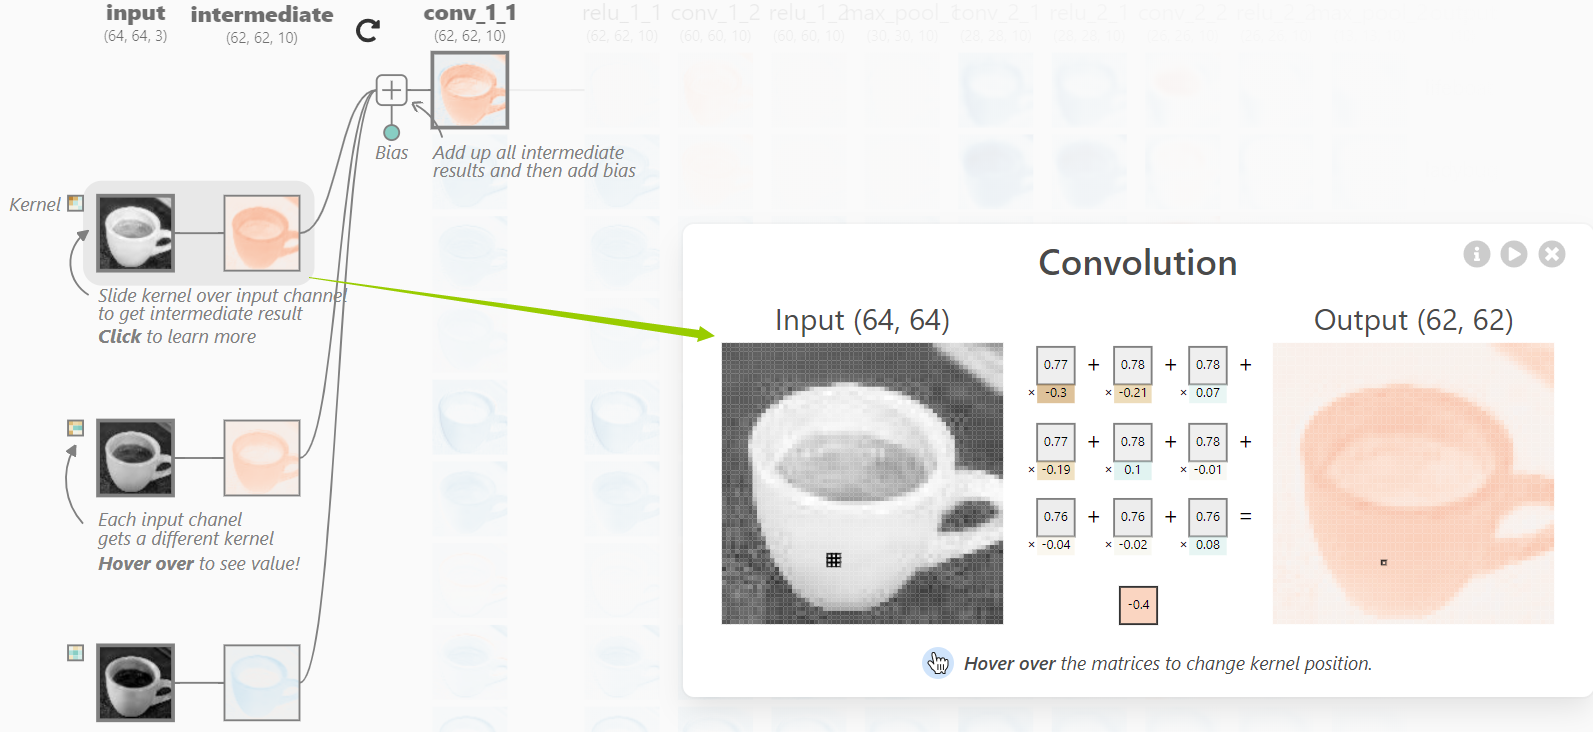 input
(64, 64, 3)
intermediate
(62, 62, 10)
conv_1_1
(62, 62, 10)
relu_1_1
(62, 62, 10)
conv_1_2
(60, 60, 10)
relu_1_2
(60, 60, 10)
max_pool_1
(30, 30, 10)
conv_2_1
(28, 28, 10)
relu_2_1
(28, 28, 10)
conv_2_2
Bias
Add up all intermediate
results and then add bias
Kernel
Slide kernel over input channel
to get intermediate result
Click to learn more
Each input chanel
gets a different kernel
Hover over to see value!
Convolution
Input (64, 64)
Output (62, 62)
0.77 + 0.78 + 0.78 +
× -0.3 × -0.21 × 0.07
0.77 + 0.78 + 0.78 +
× -0.19 × 0.1 × -0.01
0.76 + 0.76 + 0.76 =
× -0.04 × -0.02 × 0.08
-0.4
Hover over the matrices to change kernel position.